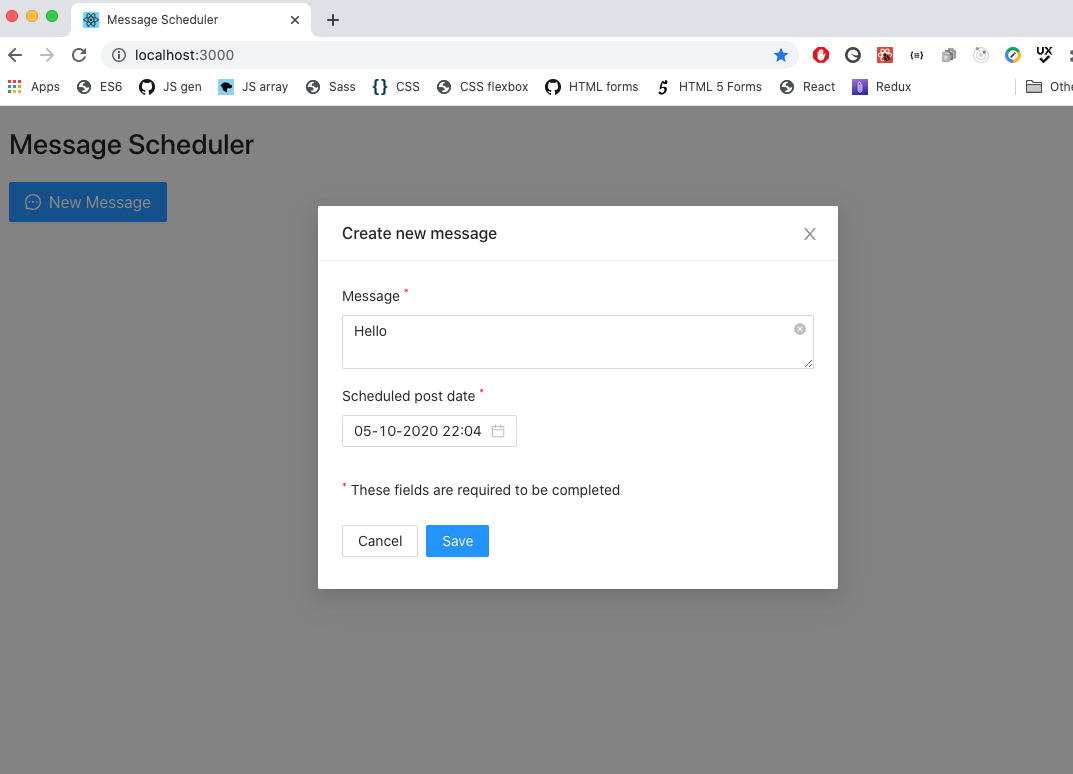 Message Scheduler
localhost:3000
UX
Apps ES6 JS gen JS array Sass {} CSS CSS flexbox HTML forms 5 HTML 5 Forms React Redux
Message Scheduler
New Message
Create new message
Message *
Hello
Scheduled post date *
05-10-2020 22:04
* These fields are required to be completed
Cancel Save